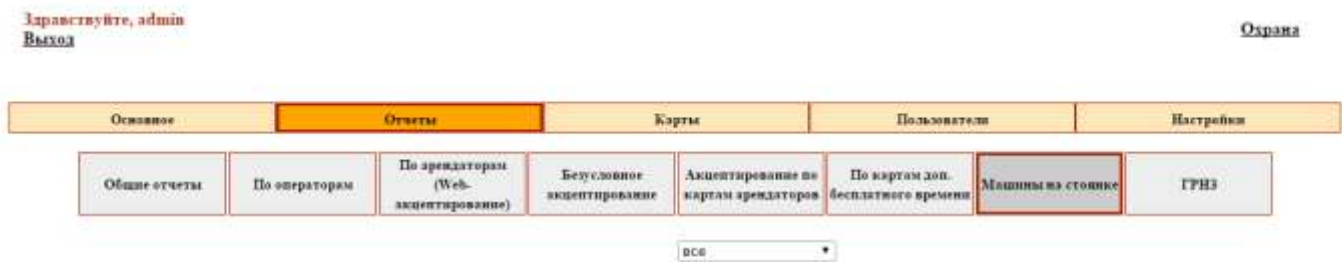 Здравствуйте, admin
Выход
Охрана
Основное Отчеты Карты Пользователи Настройки
Общие отчеты По операторам По арендаторам (Web-акцептирование) Безусловное акцептирование Акцептирование по картам арендаторов По картам доп. бесплатного времени Машины на стоянке ГРНЗ
все